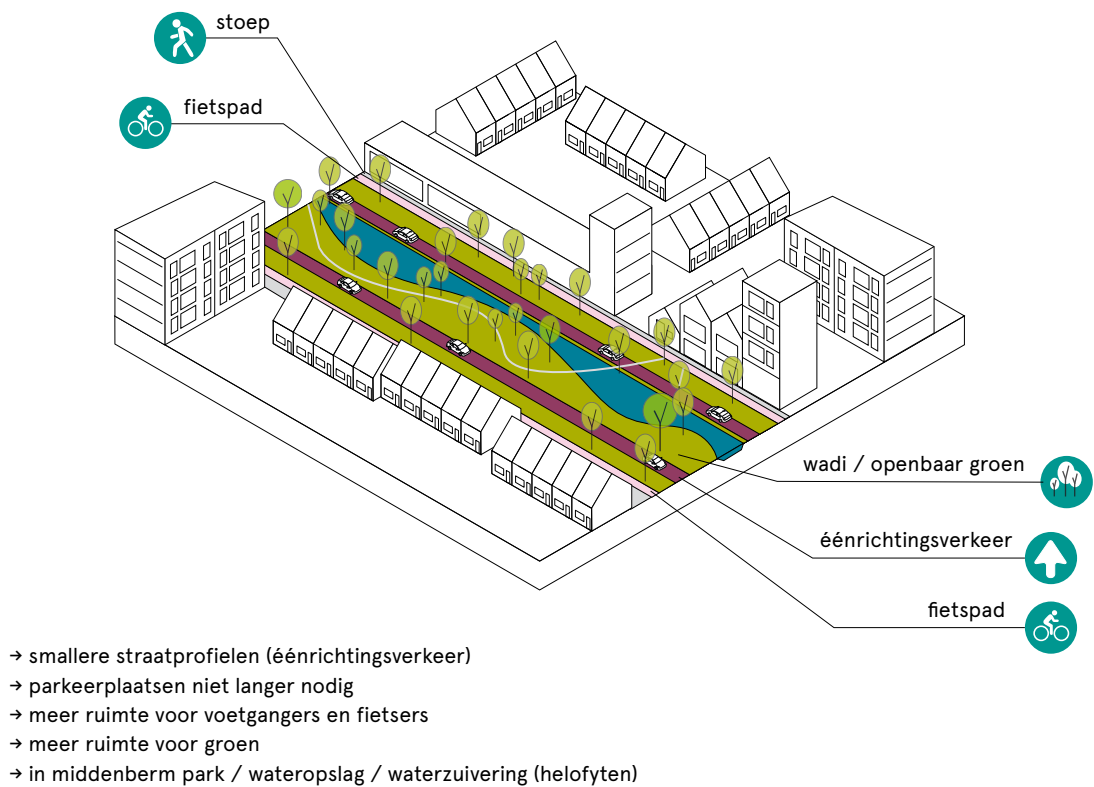 stoep
fietspad
wadi / openbaar groen
éénrichtingsverkeer
fietspad
→ smallere straatprofielen (éénrichtingsverkeer)
→ parkeerplaatsen niet langer nodig
→ meer ruimte voor voetgangers en fietsers
→ meer ruimte voor groen
→ in middenberm park / wateropslag / waterzuivering (helofyten)